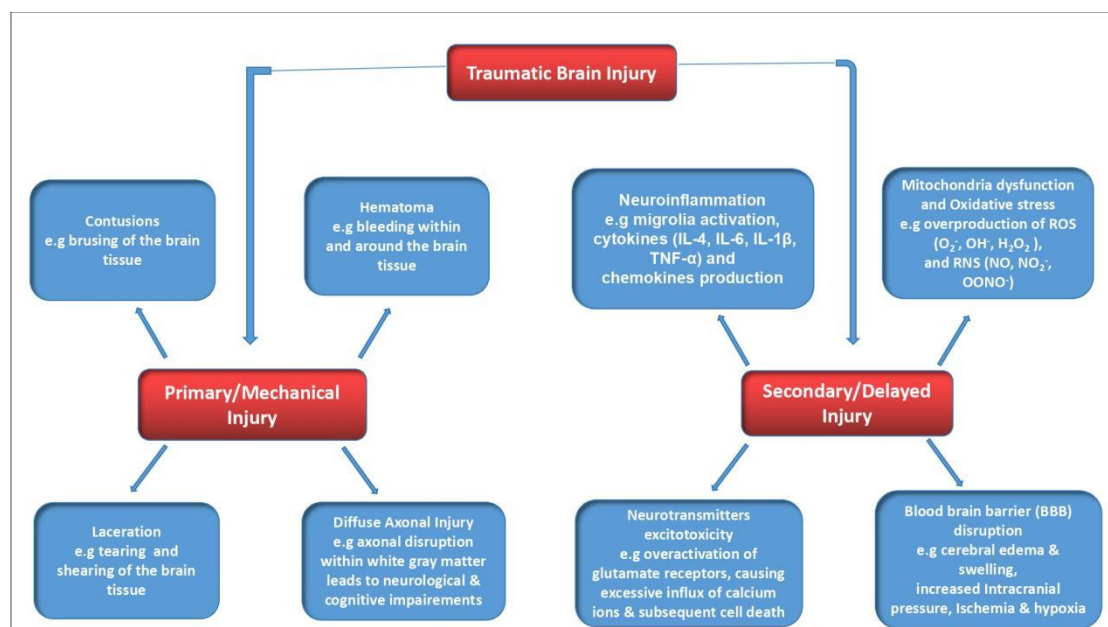 Traumatic Brain Injury
Contusions
e.g brusing of the brain
tissue
Hematoma
e.g bleeding within
and around the brain
tissue
Neuroinflammation
e.g migrolia activation,
cytokines (IL-4, IL-6, IL-1β,
TNF-α) and
chemokines production
Mitochondria dysfunction
and Oxidative stress
e.g overproduction of ROS
(O₂⁻, OH⁻, H₂O₂ ),
and RNS (NO, NO₂⁻,
OONO⁻)
Primary/Mechanical
Injury
Secondary/Delayed
Injury
Laceration
e.g tearing and
shearing of the brain
tissue
Diffuse Axonal Injury
e.g axonal disruption
within white gray matter
leads to neurological &
cognitive impairements
Neurotransmitters
excitotoxicity
e.g overactivation of
glutamate receptors, causing
excessive influx of calcium
ions & subsequent cell death
Blood brain barrier (BBB)
disruption
e.g cerebral edema &
swelling,
increased Intracranial
pressure, Ischemia & hypoxia